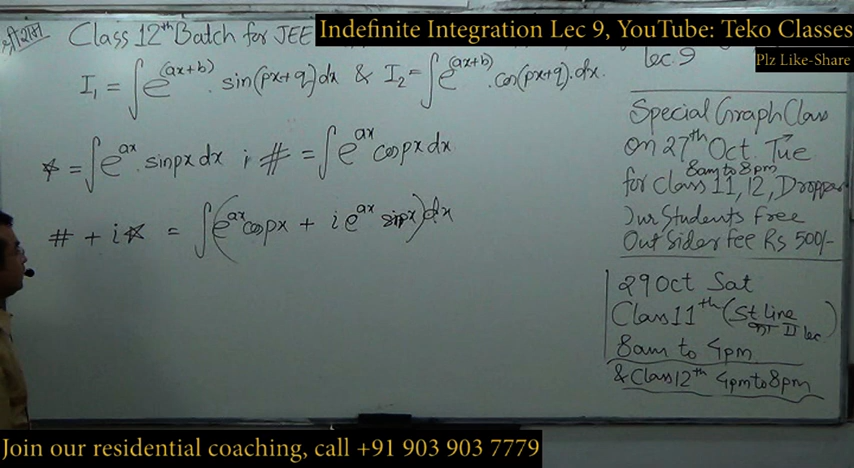 श्रीराम
Class 12th Batch for JEE
Indefinite Integration Lec 9, YouTube: Teko Classes
Plz Like-Share
Lec. 9
I₁ = ∫e^(ax+b). sin(px+q)dx & I₂ = ∫e^(ax+b).cos(px+q).dx.
☆ = ∫e^ax. sinpx dx ; # = ∫e^ax cospx dx
# + i☆ = ∫(e^ax cospx + i e^ax sinpx)dx
Special Graph Class
on 27th Oct. Tue
8am to 8pm
for class 11, 12, Dropper
Our Students free
Out Sider fee Rs 500/-
29 Oct Sat
Class 11th (St Line
II lec.)
8am to 4pm
& Class 12th 4pm to 8pm
Join our residential coaching, call +91 903 903 7779